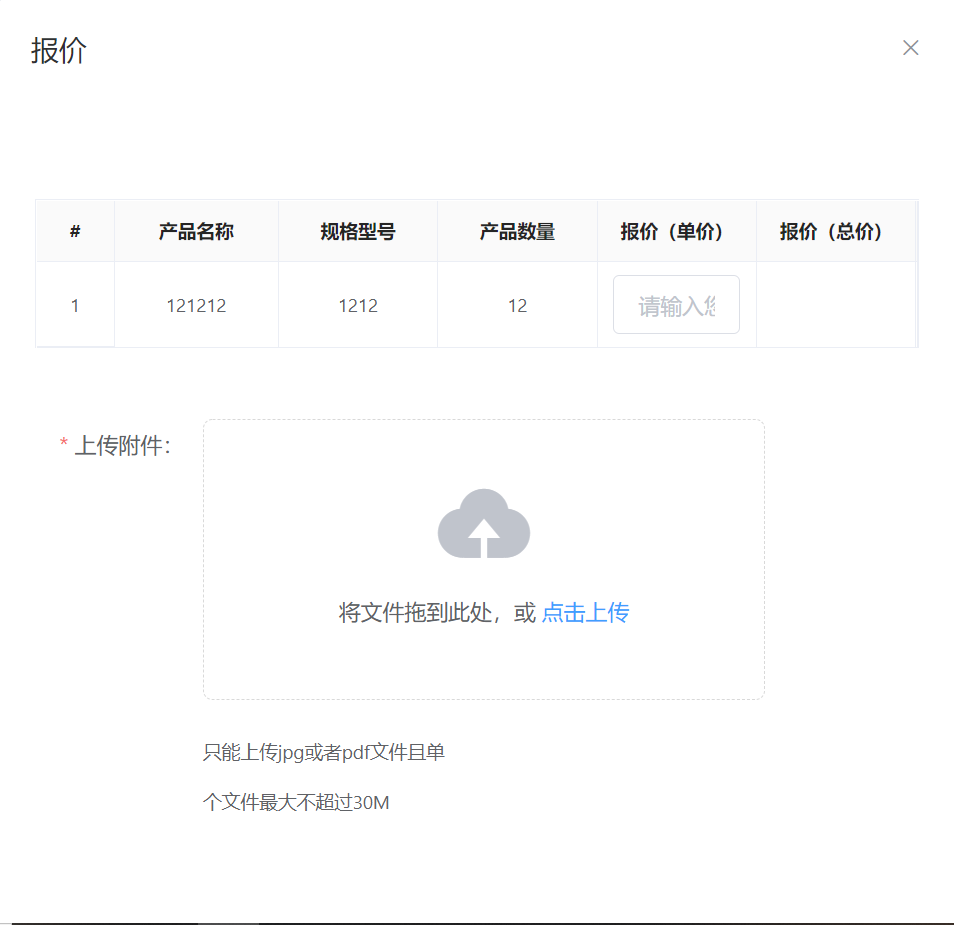 报价
# 产品名称 规格型号 产品数量 报价（单价） 报价（总价）
1 121212 1212 12 请输入
* 上传附件：
将文件拖到此处，或 点击上传
只能上传jpg或者pdf文件且单
个文件最大不超过30M